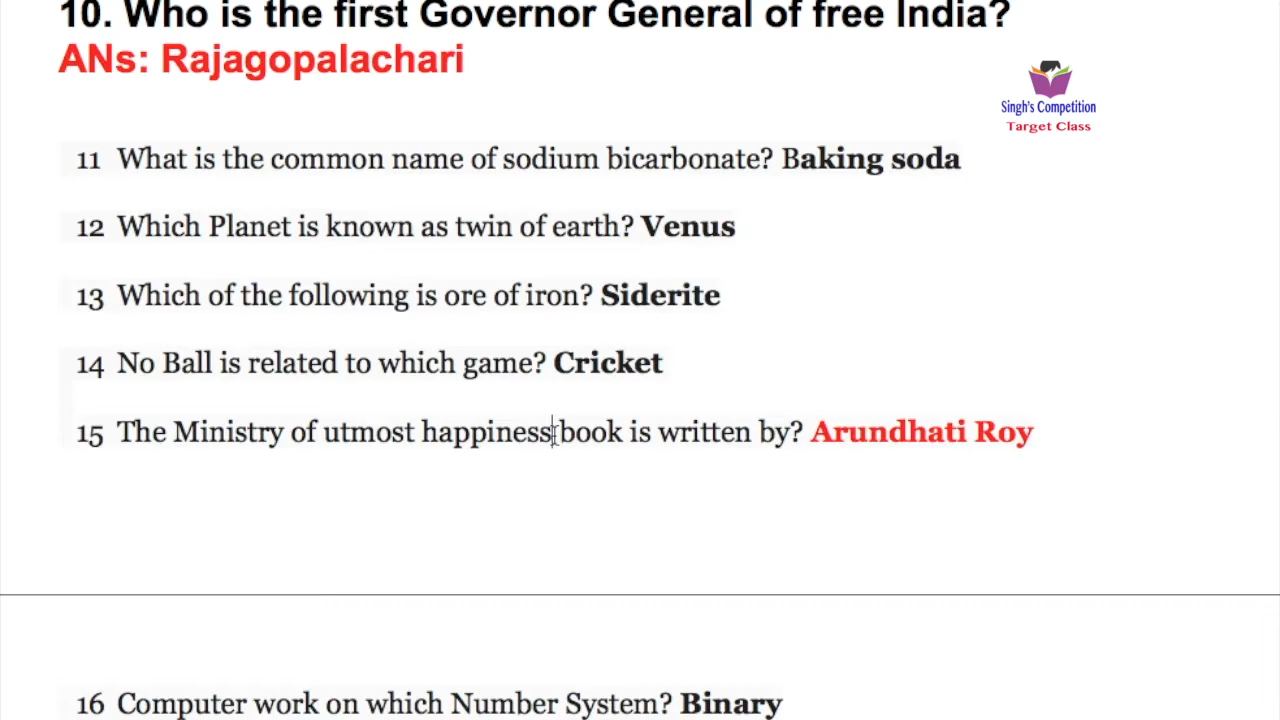 10. Who is the first Governor General of free India?
ANs: Rajagopalachari
Singh's Competition
Target Class
11 What is the common name of sodium bicarbonate? Baking soda
12 Which Planet is known as twin of earth? Venus
13 Which of the following is ore of iron? Siderite
14 No Ball is related to which game? Cricket
15 The Ministry of utmost happiness book is written by? Arundhati Roy
16 Computer work on which Number System? Binary